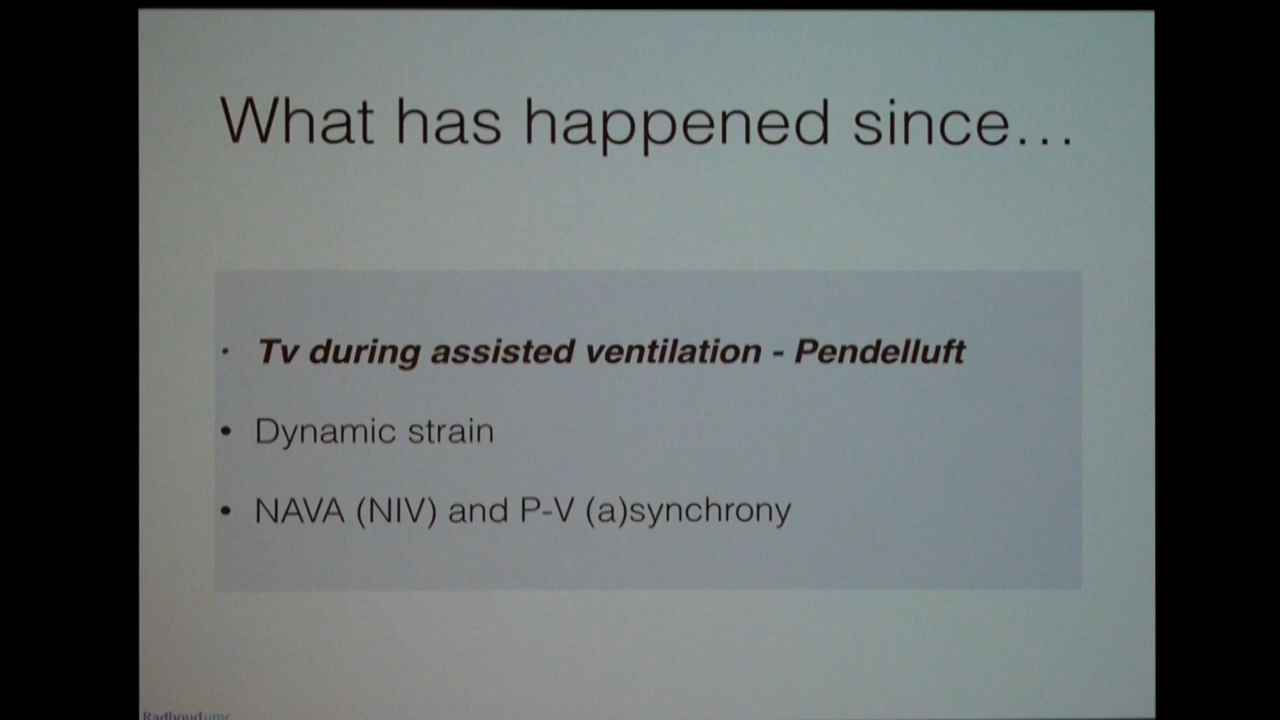 What has happened since…
· Tv during assisted ventilation - Pendelluft
• Dynamic strain
• NAVA (NIV) and P-V (a)synchrony
Radboudumc